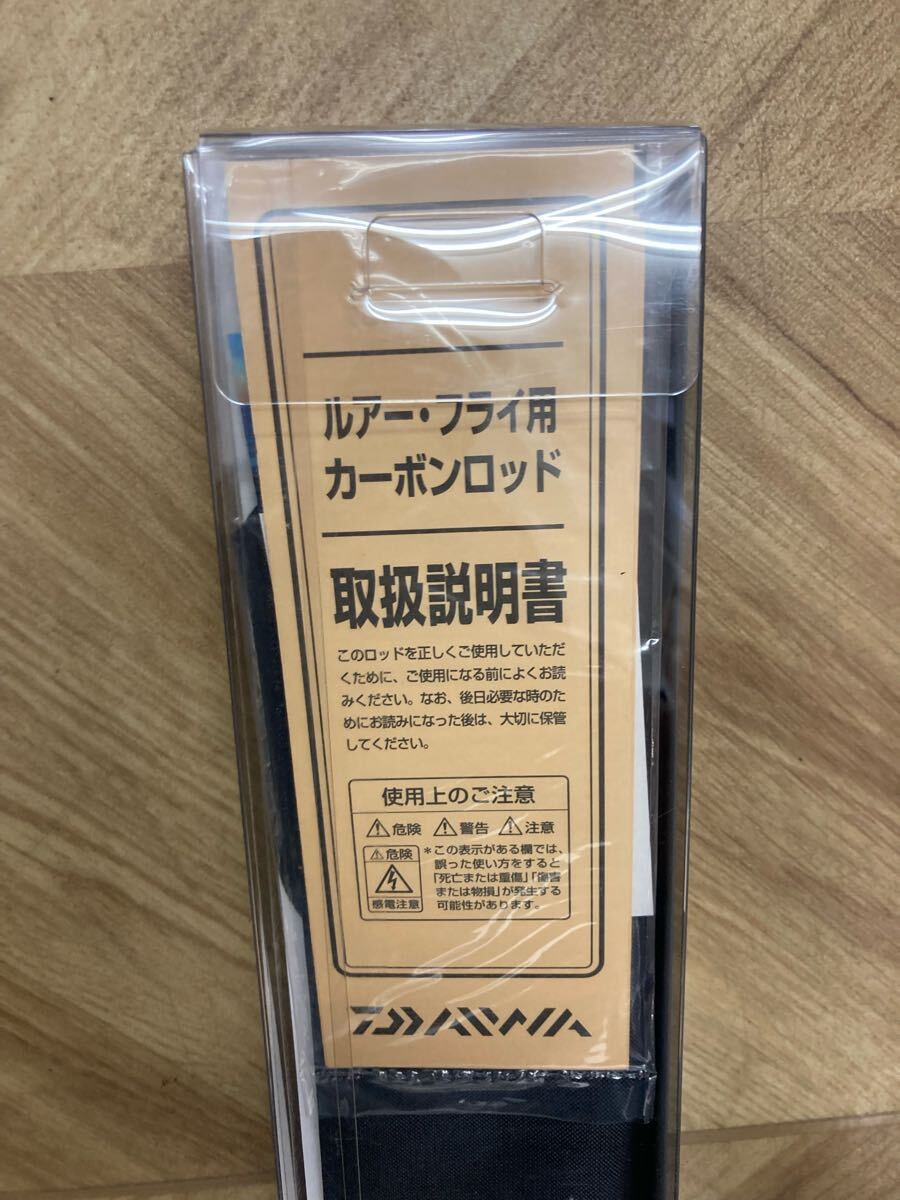 ルアー・フライ用
カーボンロッド
取扱説明書
このロッドを正しくご使用していただ
くために、ご使用になる前によくお読
みください。なお、後日必要な時のた
めにお読みになった後は、大切に保管
してください。
使用上のご注意
危険 警告 注意
危険
感電注意
*この表示がある欄では、
誤った使い方をすると
「死亡または重傷」「傷害
または物損」が発生する
可能性があります。
DAIWA